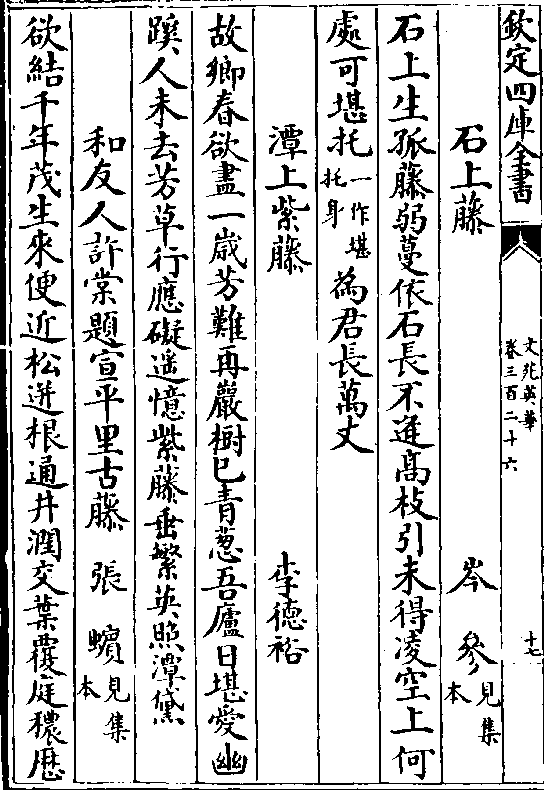 欽定四庫全書
文苑英華
卷三百二十六
十七
石上藤 岑參見集本
石上生孤藤弱蔓依石長不逢髙枝引未得凌空上何
處可堪托一作堪托身為君長萬丈
潭上紫藤 李德裕
故鄉春欲盡一歲芳難再巖樹已青葱吾廬日堪愛幽
蹊人未去芳草行應礙遥憶紫藤垂繁英照潭黛
和友人許棠題宣平里古藤 張蠙見集本
欲結千年茂生來便近松迸根通井潤交葉覆庭穠歴